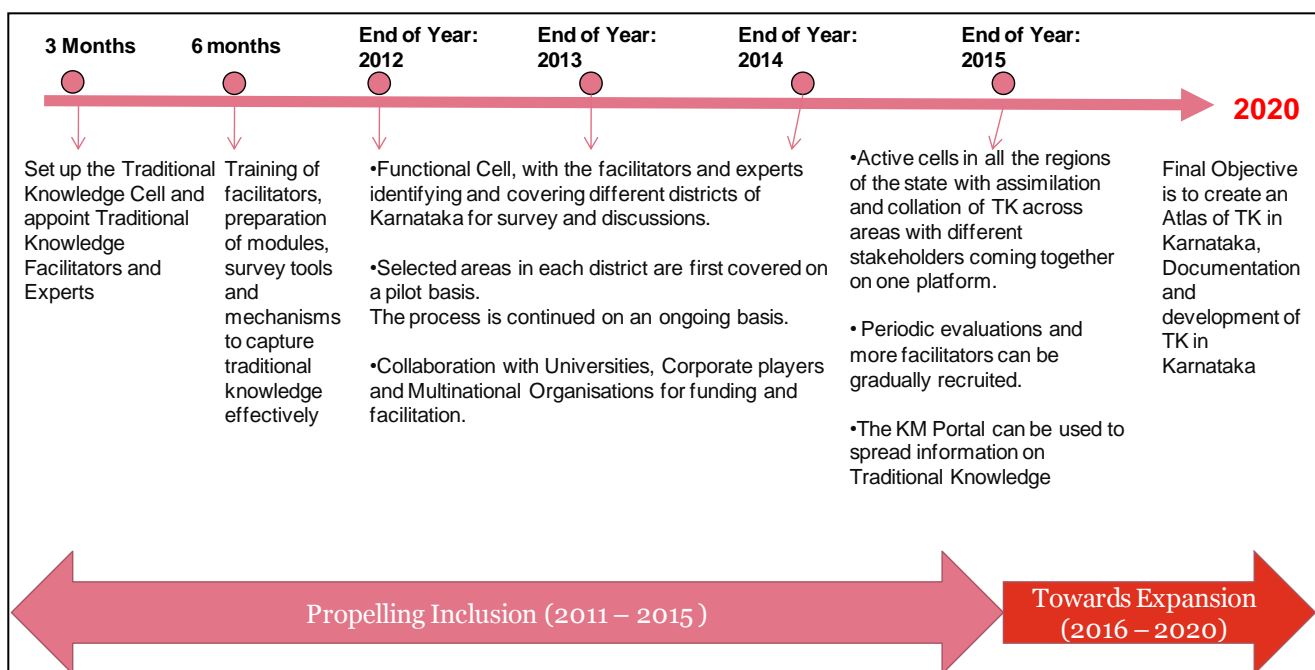 3 Months
6 months
End of Year:
2012
End of Year:
2013
End of Year:
2014
End of Year:
2015
2020
Set up the Traditional
Knowledge Cell and
appoint Traditional
Knowledge
Facilitators and
Experts
Training of
facilitators,
preparation
of modules,
survey tools
and
mechanisms
to capture
traditional
knowledge
effectively
•Functional Cell, with the facilitators and experts
identifying and covering different districts of
Karnataka for survey and discussions.
•Selected areas in each district are first covered on
a pilot basis.
The process is continued on an ongoing basis.
•Collaboration with Universities, Corporate players
and Multinational Organisations for funding and
facilitation.
•Active cells in all the regions
of the state with assimilation
and collation of TK across
areas with different
stakeholders coming together
on one platform.
• Periodic evaluations and
more facilitators can be
gradually recruited.
•The KM Portal can be used to
spread information on
Traditional Knowledge
Final Objective
is to create an
Atlas of TK in
Karnataka,
Documentation
and
development of
TK in
Karnataka
Propelling Inclusion (2011 – 2015 )
Towards Expansion
(2016 – 2020)